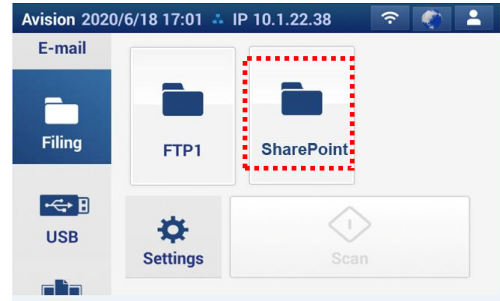 Avision 2020/6/18 17:01 IP 10.1.22.38
E-mail
Filing
USB
FTP1
SharePoint
Settings
Scan